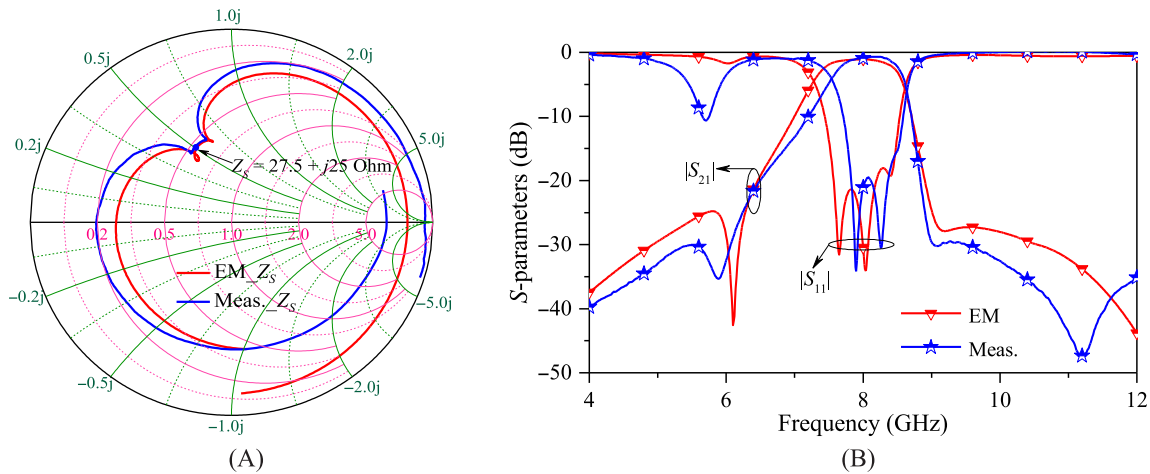 1.0j
0.5j
2.0j
0.2j
5.0j
Z_S = 27.5 + j25 Ohm
0.2 0.5 1.0 2.0 5.0
EM_Z_S
Meas._Z_S
−0.2j
−5.0j
−0.5j
−2.0j
−1.0j
(A)
S-parameters (dB)
0
−10
−20
−30
−40
−50
|S_21|
|S_11|
EM
Meas.
4 6 8 10 12
Frequency (GHz)
(B)